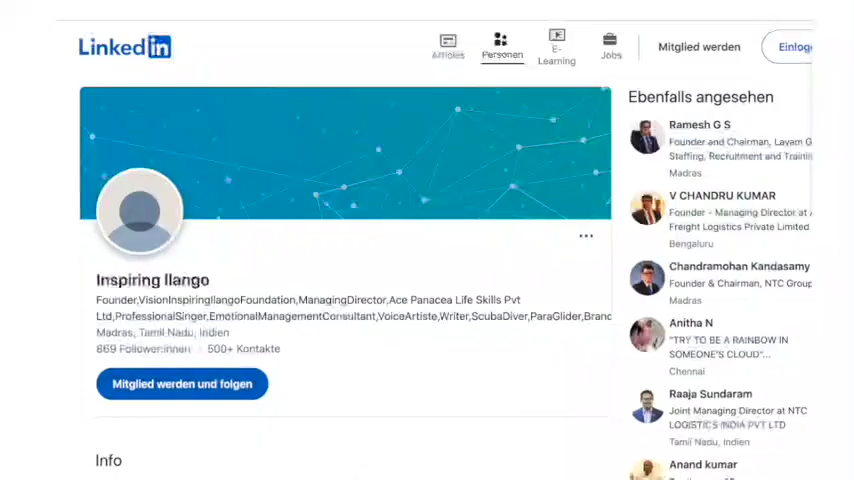 LinkedIn
Articles
Personen
E-
Learning
Jobs
Mitglied werden
Einlog
Ebenfalls angesehen
Ramesh G S
Founder and Chairman, Layam G
Staffing, Recruitment and Trainin
Madras
V CHANDRU KUMAR
Founder - Managing Director at A
Freight Logistics Private Limited
Bengaluru
Chandramohan Kandasamy
Founder & Chairman, NTC Group
Madras
Anitha N
"TRY TO BE A RAINBOW IN
SOMEONE'S CLOUD"...
Chennai
Raaja Sundaram
Joint Managing Director at NTC
LOGISTICS INDIA PVT LTD
Tamil Nadu, Indien
Anand kumar
Inspiring Ilango
Founder,VisionInspiringIlangoFoundation,ManagingDirector,Ace Panacea Life Skills Pvt
Ltd,ProfessionalSinger,EmotionalManagementConsultant,VoiceArtiste,Writer,ScubaDiver,ParaGlider,Brand
Madras, Tamil Nadu, Indien
869 Follower:innen 500+ Kontakte
Mitglied werden und folgen
Info